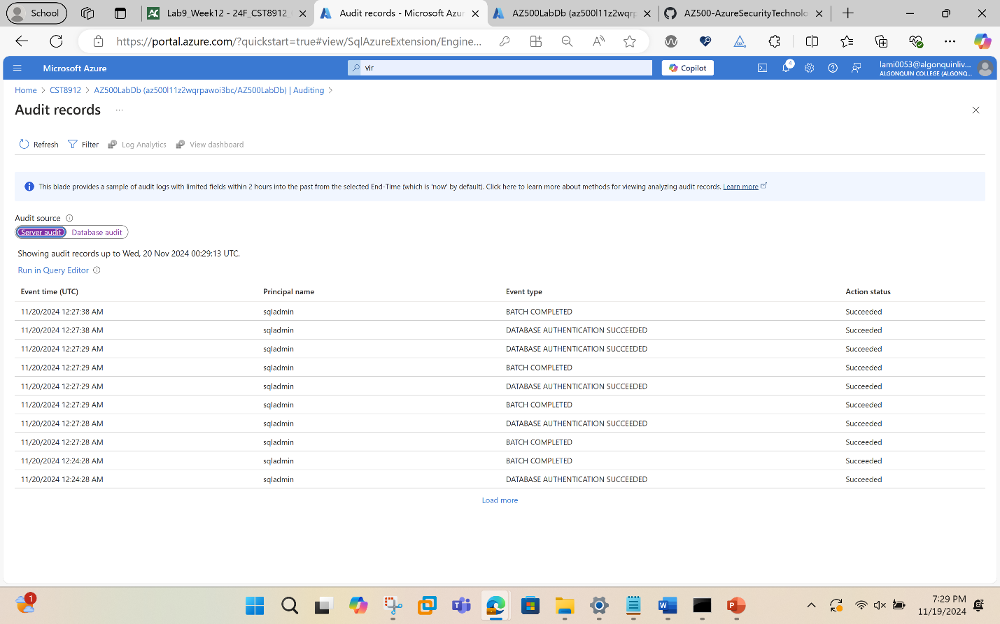 School
Lab9_Week12 - 24F_CST8912_
Audit records - Microsoft Azur
AZ500LabDb (az500l11z2wqrp
AZ500-AzureSecurityTechnolo
https://portal.azure.com/?quickstart=true#view/SqlAzureExtension/Engine...
Microsoft Azure
vir
Copilot
4
lami0053@algonquinliv...
ALGONQUIN COLLEGE (ALGONQ...
Home > CST8912 > AZ500LabDb (az500l11z2wqrpawoi3bc/AZ500LabDb) | Auditing >
Audit records ...
Refresh Filter Log Analytics View dashboard
This blade provides a sample of audit logs with limited fields within 2 hours into the past from the selected End-Time (which is 'now' by default). Click here to learn more about methods for viewing analyzing audit records. Learn more
Audit source
Server audit Database audit
Showing audit records up to Wed, 20 Nov 2024 00:29:13 UTC.
Run in Query Editor
Event time (UTC) Principal name Event type Action status
11/20/2024 12:27:38 AM sqladmin BATCH COMPLETED Succeeded
11/20/2024 12:27:38 AM sqladmin DATABASE AUTHENTICATION SUCCEEDED Succeeded
11/20/2024 12:27:29 AM sqladmin DATABASE AUTHENTICATION SUCCEEDED Succeeded
11/20/2024 12:27:29 AM sqladmin BATCH COMPLETED Succeeded
11/20/2024 12:27:29 AM sqladmin DATABASE AUTHENTICATION SUCCEEDED Succeeded
11/20/2024 12:27:29 AM sqladmin BATCH COMPLETED Succeeded
11/20/2024 12:27:28 AM sqladmin DATABASE AUTHENTICATION SUCCEEDED Succeeded
11/20/2024 12:27:28 AM sqladmin BATCH COMPLETED Succeeded
11/20/2024 12:24:28 AM sqladmin BATCH COMPLETED Succeeded
11/20/2024 12:24:28 AM sqladmin DATABASE AUTHENTICATION SUCCEEDED Succeeded
Load more
1
7:29 PM
11/19/2024